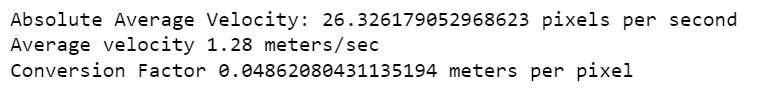 Absolute Average Velocity: 26.326179052968623 pixels per second
Average velocity 1.28 meters/sec
Conversion Factor 0.04862080431135194 meters per pixel